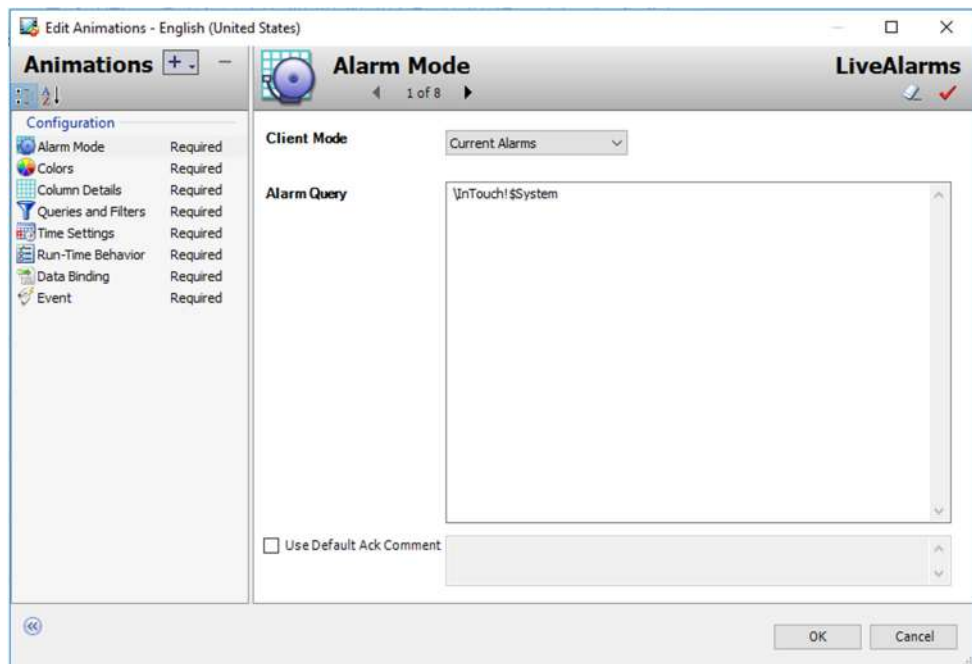 Edit Animations - English (United States)
Animations
Alarm Mode
LiveAlarms
1 of 8
Configuration
Alarm Mode Required
Colors Required
Column Details Required
Queries and Filters Required
Time Settings Required
Run-Time Behavior Required
Data Binding Required
Event Required
Client Mode
Current Alarms
Alarm Query
\InTouch!$System
Use Default Ack Comment
OK
Cancel